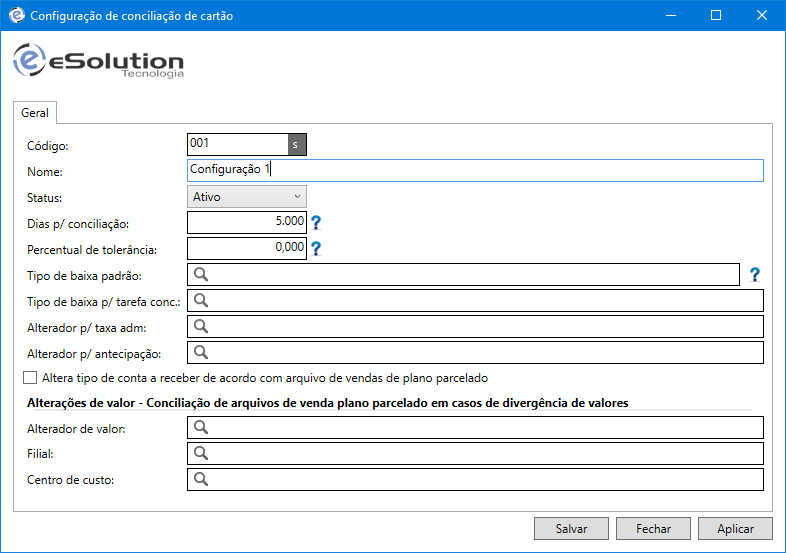 Configuração de conciliação de cartão
eSolution
Tecnologia
Geral
Código: 001 s
Nome: Configuração 1
Status: Ativo
Dias p/ conciliação: 5.000 ?
Percentual de tolerância: 0,000 ?
Tipo de baixa padrão: ?
Tipo de baixa p/ tarefa conc.:
Alterador p/ taxa adm:
Alterador p/ antecipação:
Altera tipo de conta a receber de acordo com arquivo de vendas de plano parcelado
Alterações de valor - Conciliação de arquivos de venda plano parcelado em casos de divergência de valores
Alterador de valor:
Filial:
Centro de custo:
Salvar Fechar Aplicar